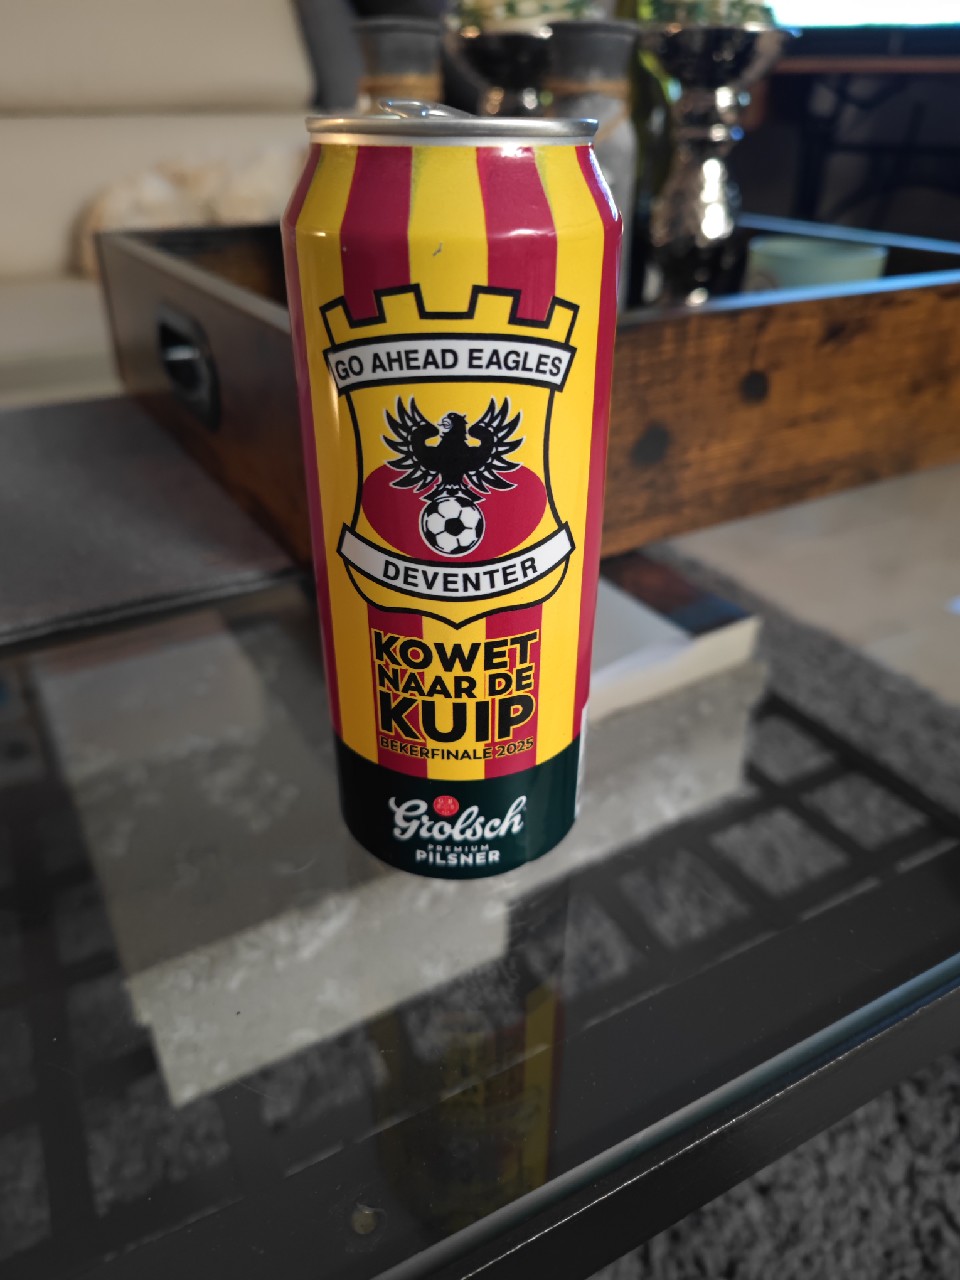 GO AHEAD EAGLES
DEVENTER
KOWET
NAAR DE
KUIP
BEKERFINALE 2025
Grolsch
PREMIUM
PILSNER